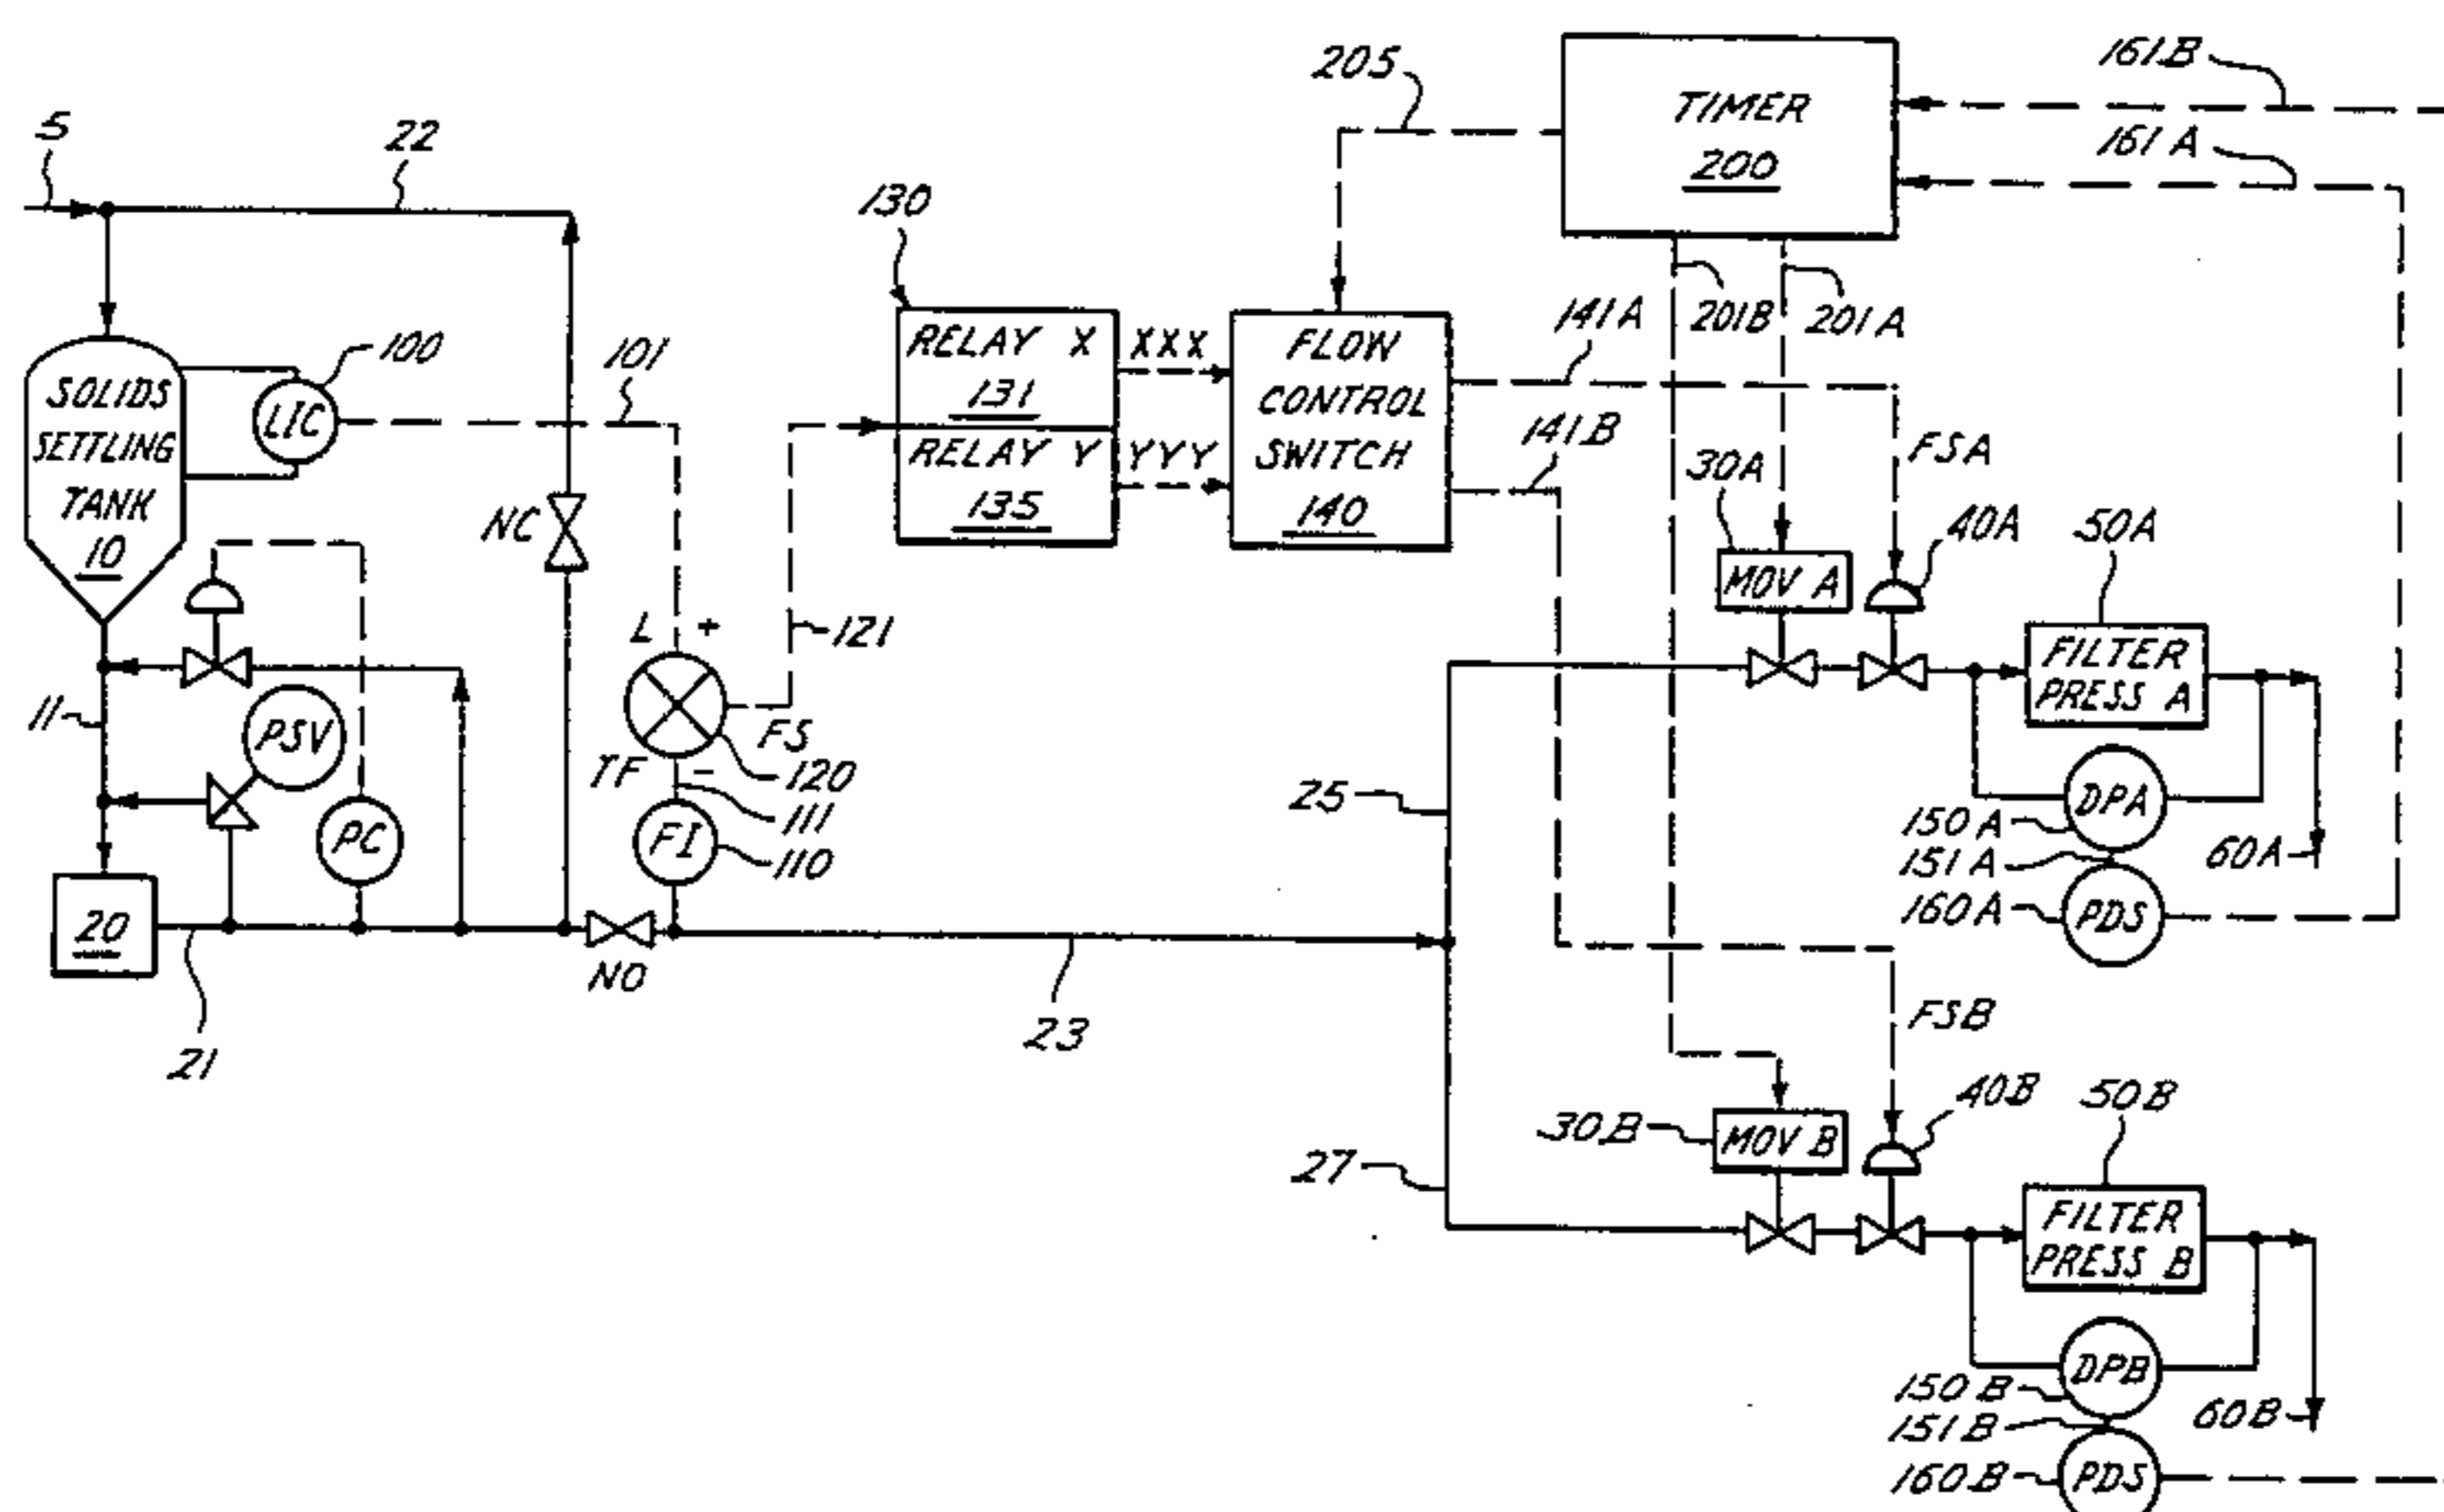 5
22
SOLIDS
SETTLING
TANK
10
LIC
100
101
NC
11
PSV
PC
20
21
NO
L +
TF -
FS
120
121
111
FI
110
23
130
RELAY X
131
RELAY Y
135
XXX
YYY
FLOW
CONTROL
SWITCH
140
205
TIMER
200
161B
161A
201B
201A
141A
141B
FSA
30A
MOV A
40A
50A
FILTER
PRESS A
DPA
150A
151A
160A
PDS
60A
25
27
FSB
30B
MOV B
40B
50B
FILTER
PRESS B
DPB
150B
151B
160B
PDS
60B